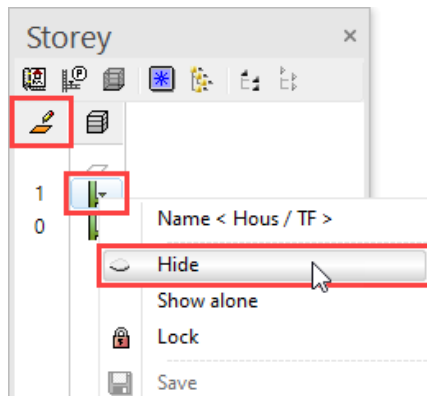 Storey
1
0
Name < Hous / TF >
Hide
Show alone
Lock
Save